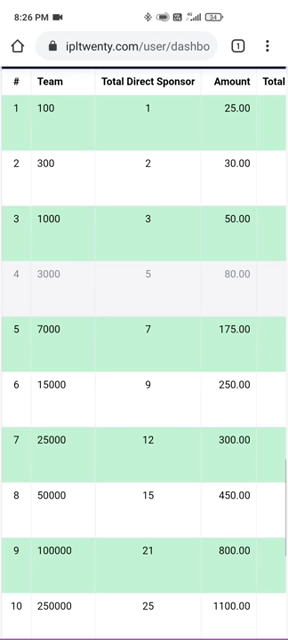 8:26 PM
34
ipltwenty.com/user/dashbo
1
# Team Total Direct Sponsor Amount Total
1 100 1 25.00
2 300 2 30.00
3 1000 3 50.00
4 3000 5 80.00
5 7000 7 175.00
6 15000 9 250.00
7 25000 12 300.00
8 50000 15 450.00
9 100000 21 800.00
10 250000 25 1100.00